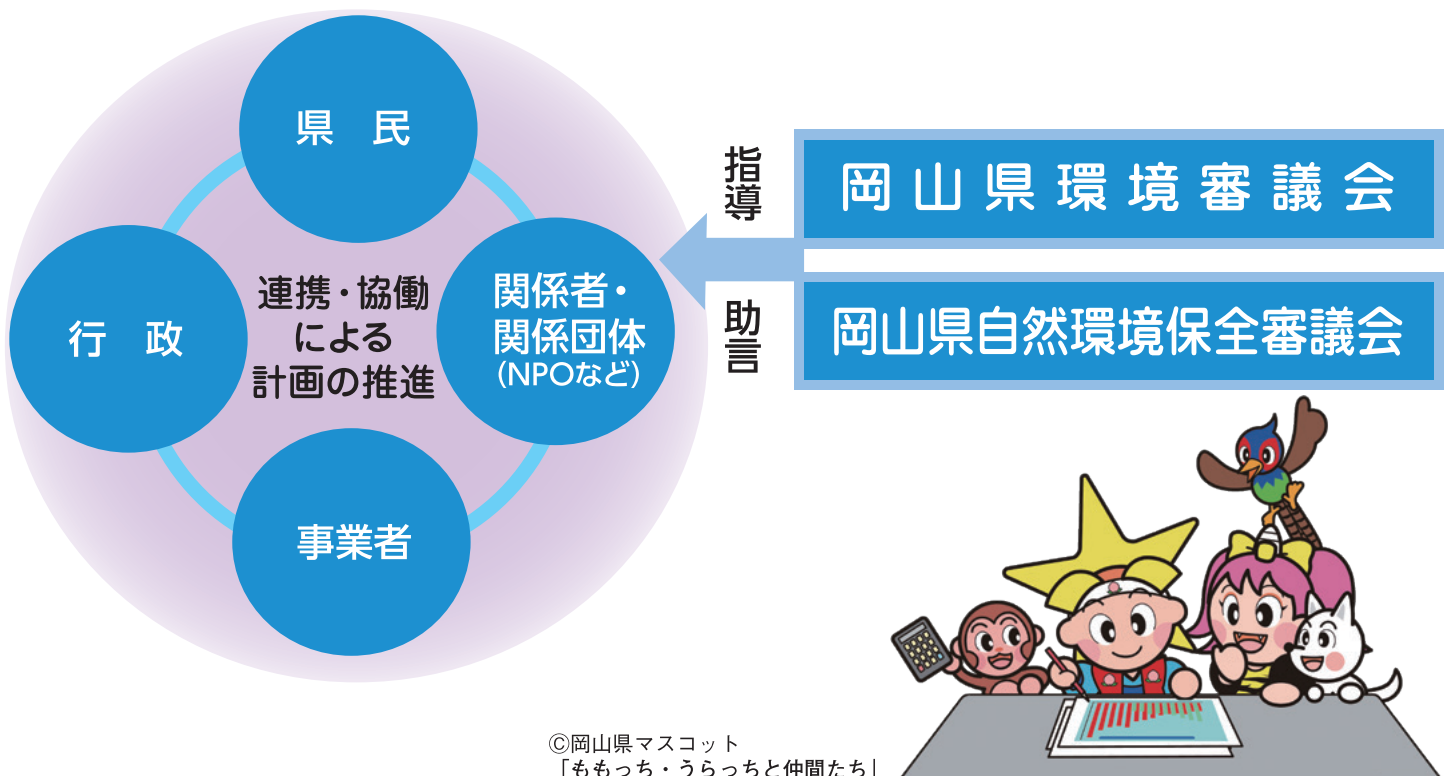 県　民
行　政
連携・協働
による
計画の推進
関係者・
関係団体
（NPOなど）
事業者
指導
助言
岡山県環境審議会
岡山県自然環境保全審議会
©岡山県マスコット
「ももっち・うらっちと仲間たち」